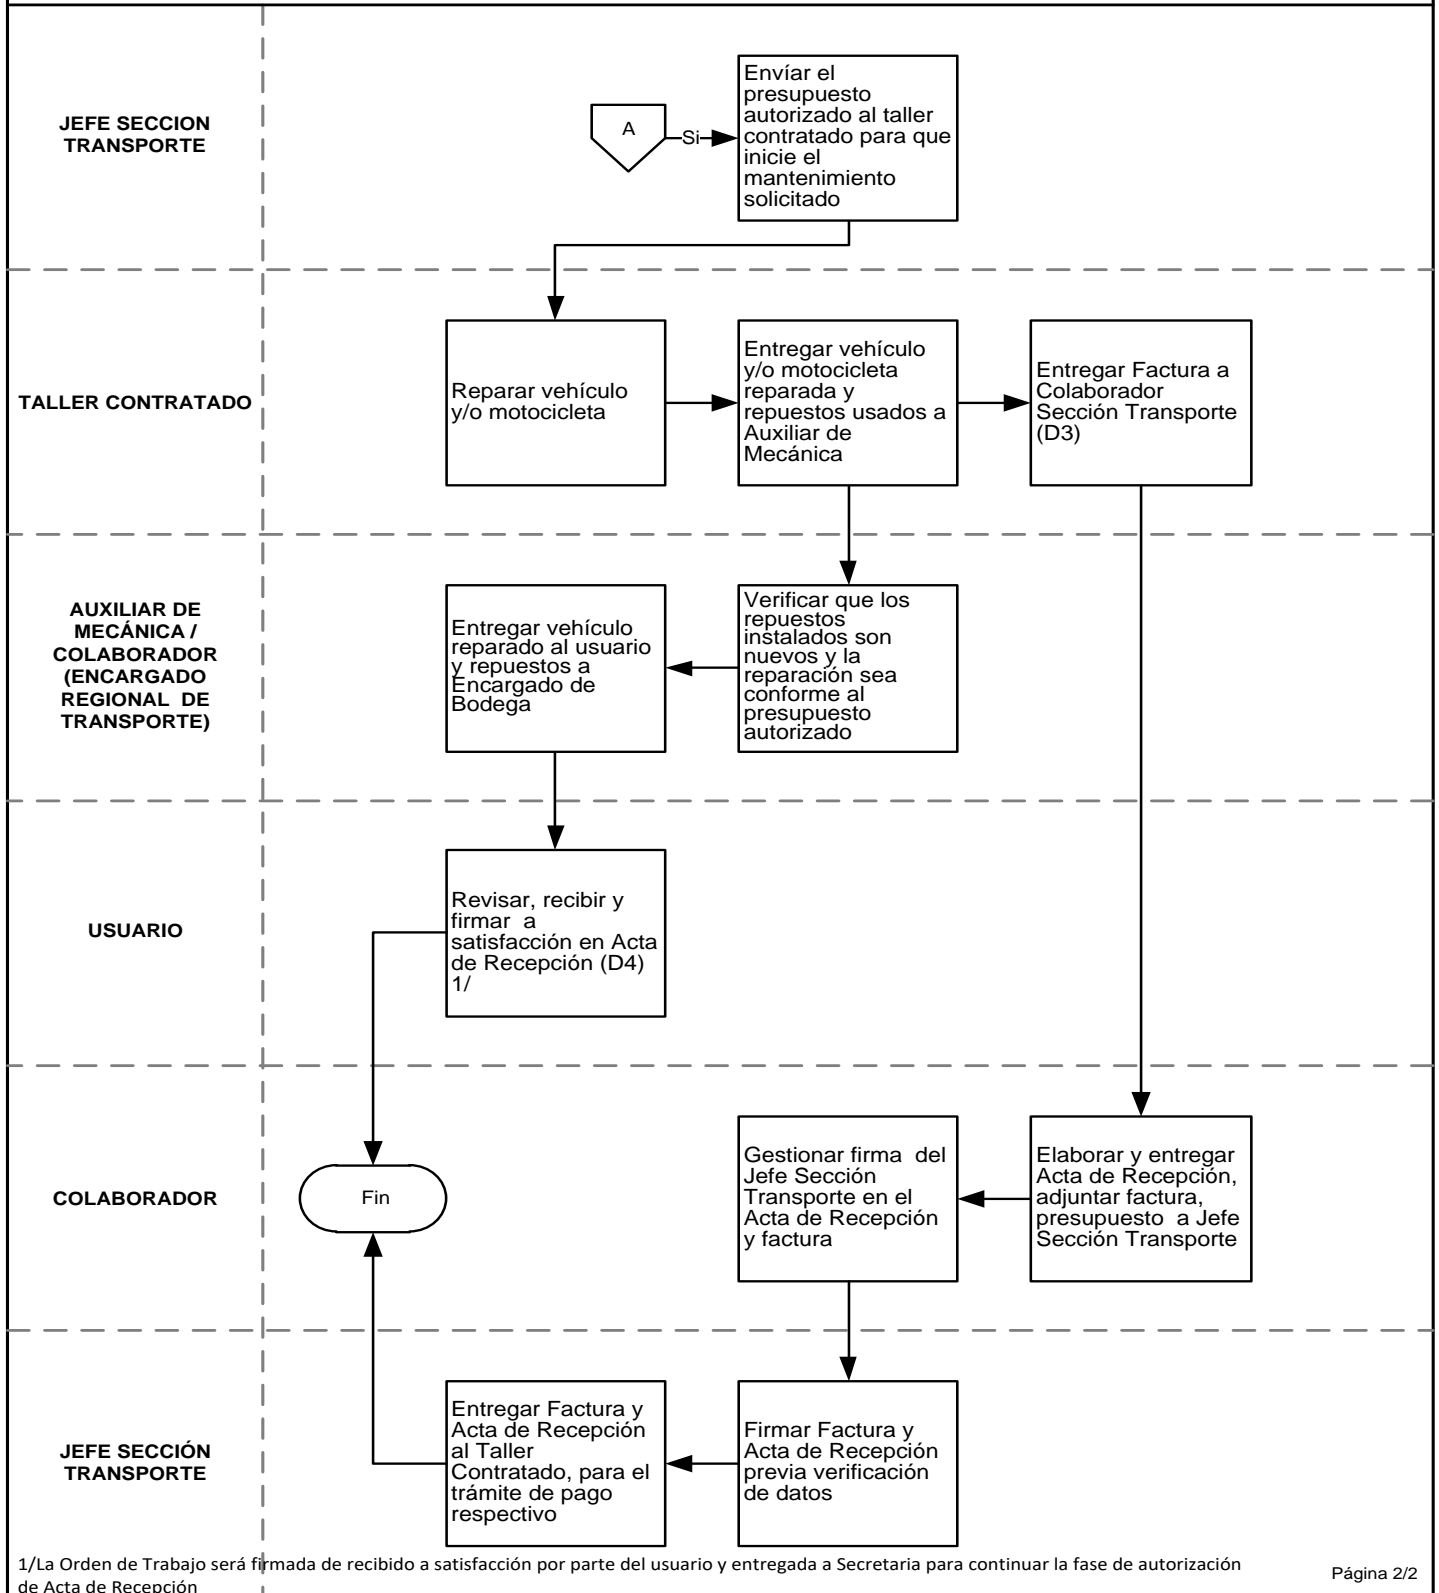 JEFE SECCION
TRANSPORTE
A
Si
Envíar el
presupuesto
autorizado al taller
contratado para que
inicie el
mantenimiento
solicitado
TALLER CONTRATADO
Reparar vehículo
y/o motocicleta
Entregar vehículo
y/o motocicleta
reparada y
repuestos usados a
Auxiliar de
Mecánica
Entregar Factura a
Colaborador
Sección Transporte
(D3)
AUXILIAR DE
MECÁNICA /
COLABORADOR
(ENCARGADO
REGIONAL DE
TRANSPORTE)
Entregar vehículo
reparado al usuario
y repuestos a
Encargado de
Bodega
Verificar que los
repuestos
instalados son
nuevos y la
reparación sea
conforme al
presupuesto
autorizado
USUARIO
Revisar, recibir y
firmar a
satisfacción en Acta
de Recepción (D4)
1/
COLABORADOR
Fin
Gestionar firma del
Jefe Sección
Transporte en el
Acta de Recepción
y factura
Elaborar y entregar
Acta de Recepción,
adjuntar factura,
presupuesto a Jefe
Sección Transporte
JEFE SECCIÓN
TRANSPORTE
Entregar Factura y
Acta de Recepción
al Taller
Contratado, para el
trámite de pago
respectivo
Firmar Factura y
Acta de Recepción
previa verificación
de datos
1/La Orden de Trabajo será firmada de recibido a satisfacción por parte del usuario y entregada a Secretaria para continuar la fase de autorización
de Acta de Recepción
Página 2/2